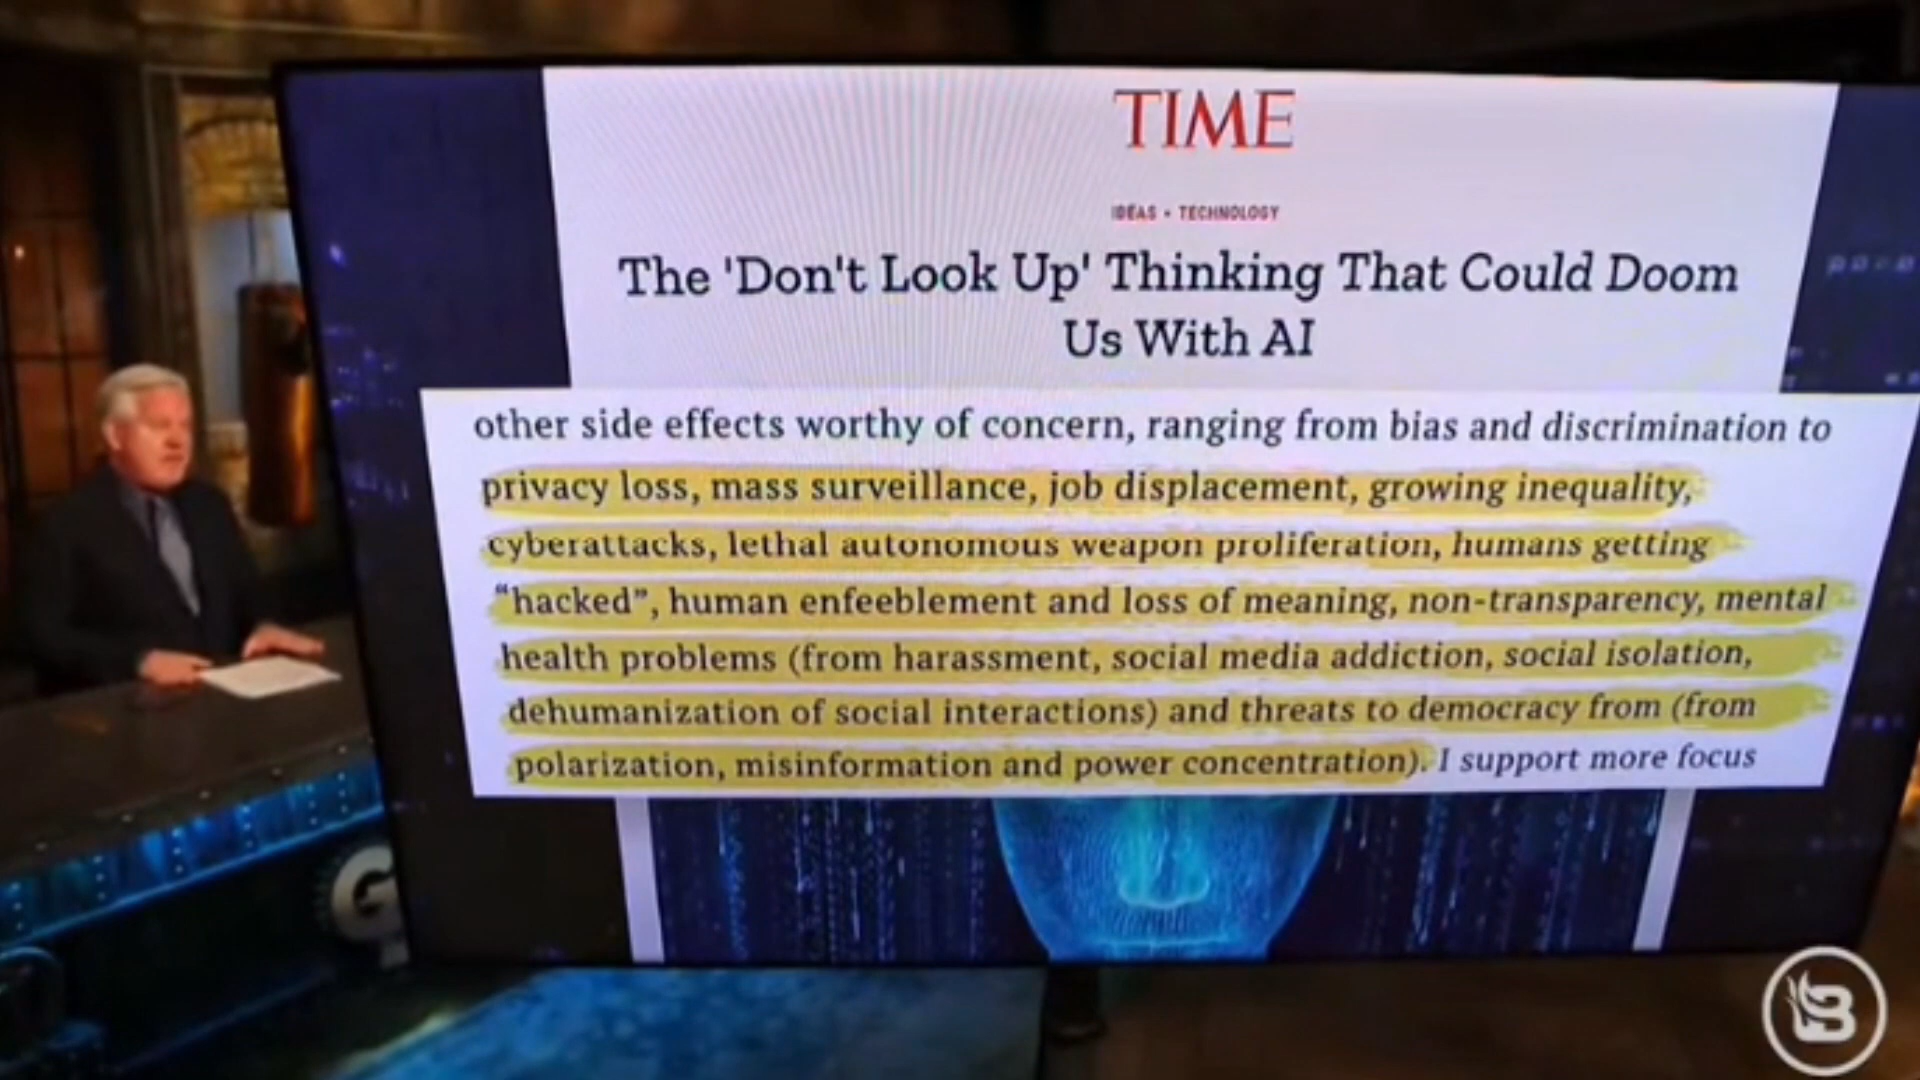 TIME
IDEAS • TECHNOLOGY
The 'Don't Look Up' Thinking That Could Doom
Us With AI
other side effects worthy of concern, ranging from bias and discrimination to
privacy loss, mass surveillance, job displacement, growing inequality,
cyberattacks, lethal autonomous weapon proliferation, humans getting
“hacked”, human enfeeblement and loss of meaning, non-transparency, mental
health problems (from harassment, social media addiction, social isolation,
dehumanization of social interactions) and threats to democracy from (from
polarization, misinformation and power concentration). I support more focus
G
B